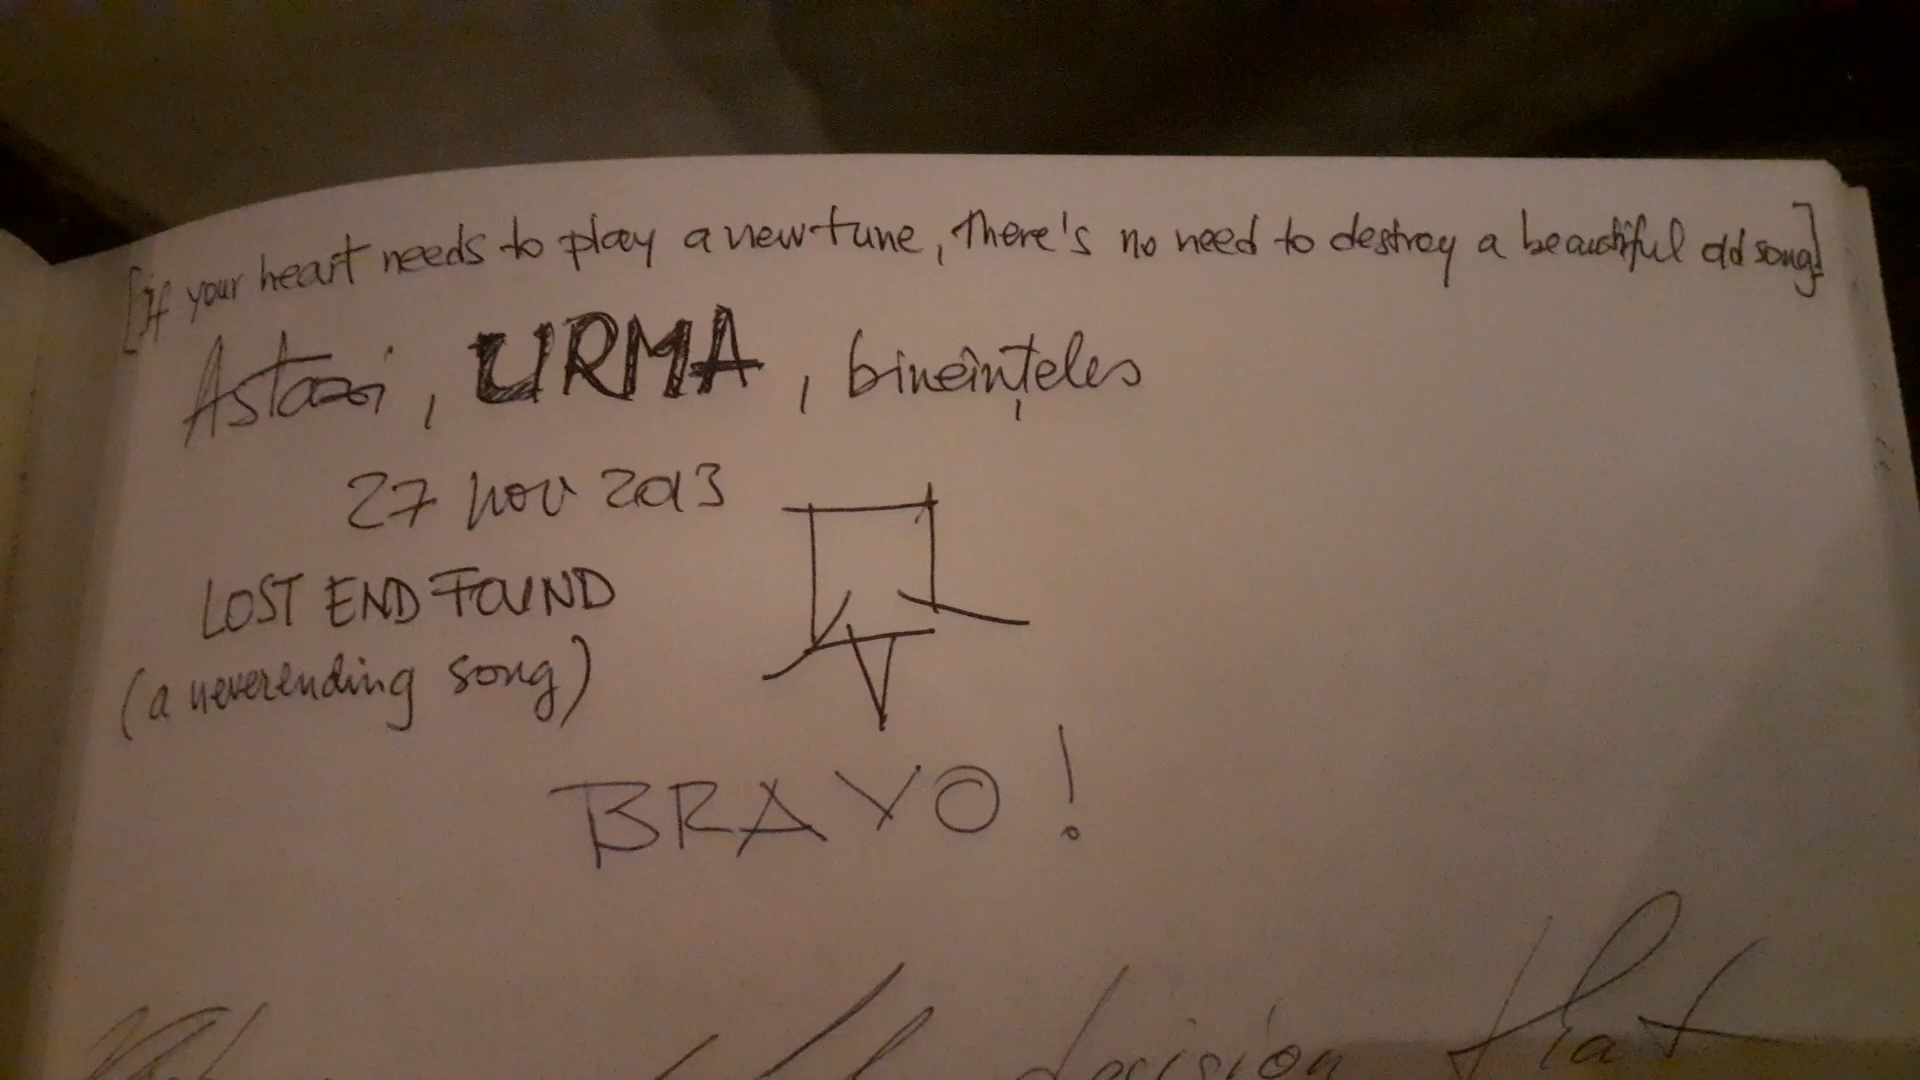 [If your heart needs to play a new tune, there's no need to destroy a beautiful old song]
Astazi, URMA, bineînțeles
27 nov 2013
LOST END FOUND
(a neverending song)
BRAVO!
decision that